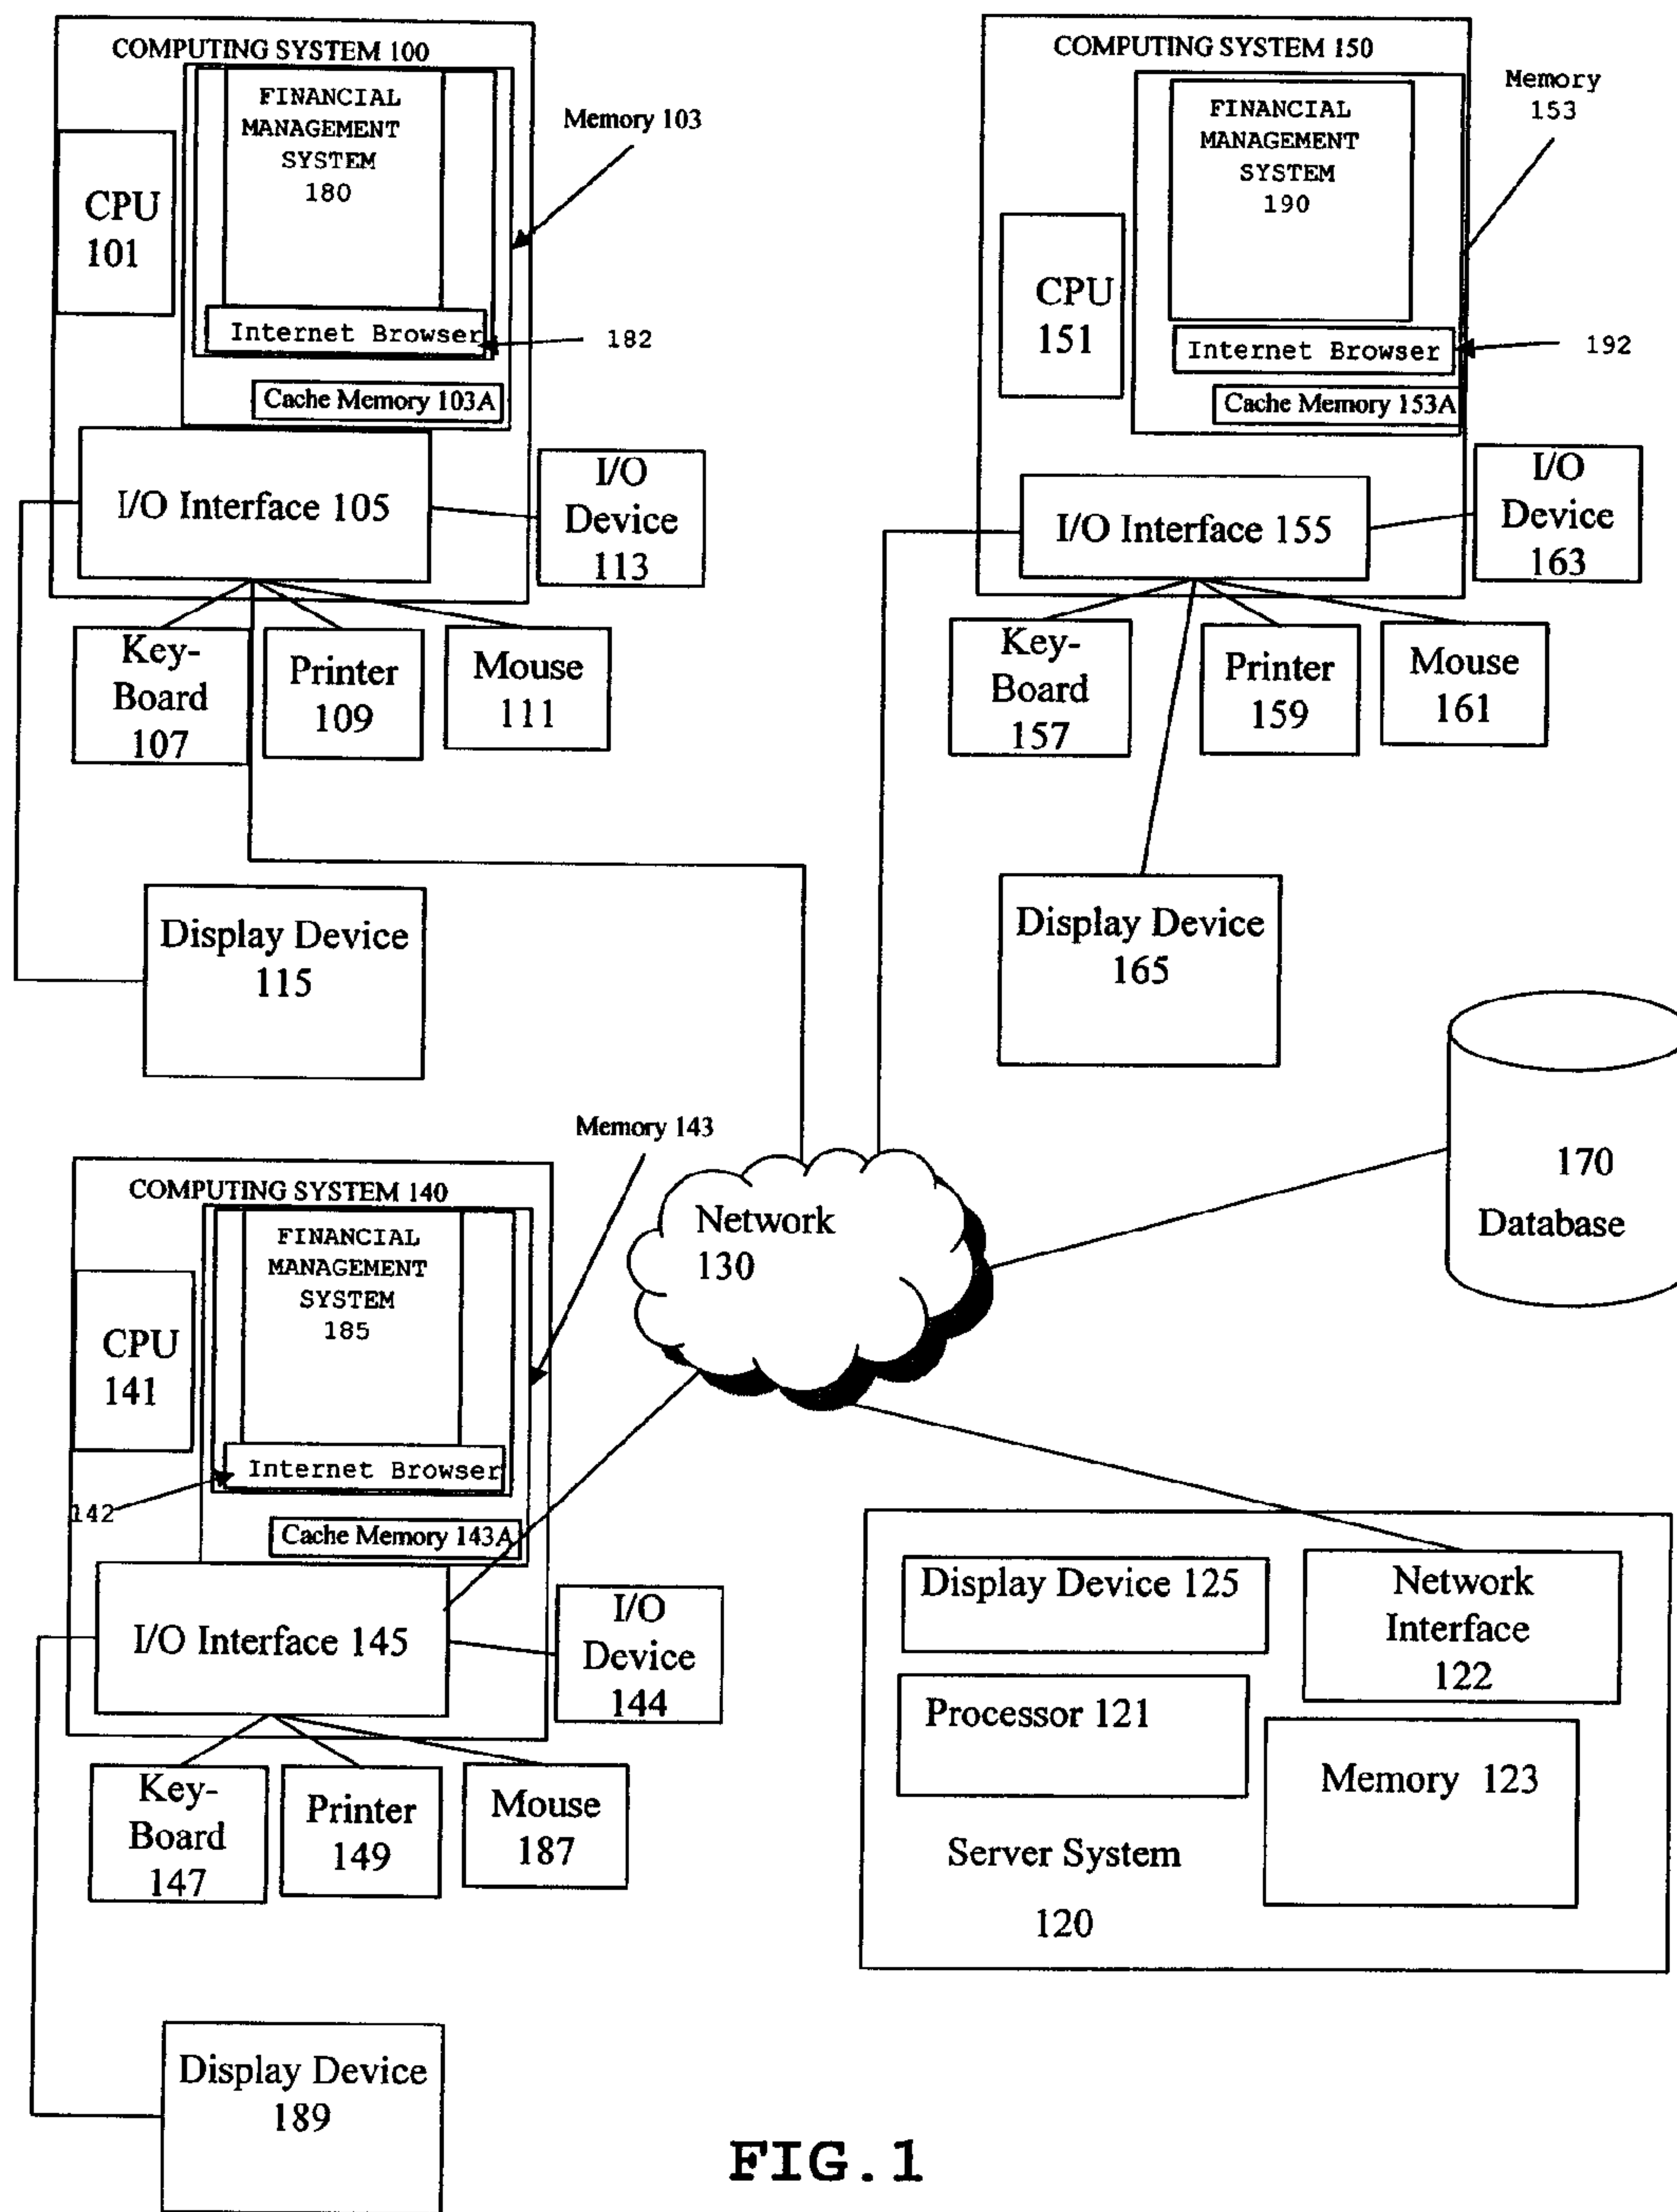 COMPUTING SYSTEM 100
FINANCIAL
MANAGEMENT
SYSTEM
180
Memory 103
CPU
101
Internet Browser
182
Cache Memory 103A
I/O Interface 105
I/O
Device
113
Key-
Board
107
Printer
109
Mouse
111
Display Device
115
COMPUTING SYSTEM 150
Memory
153
FINANCIAL
MANAGEMENT
SYSTEM
190
CPU
151
Internet Browser
192
Cache Memory 153A
I/O Interface 155
I/O
Device
163
Key-
Board
157
Printer
159
Mouse
161
Display Device
165
170
Database
Network
130
Memory 143
COMPUTING SYSTEM 140
FINANCIAL
MANAGEMENT
SYSTEM
185
CPU
141
Internet Browser
142
Cache Memory 143A
I/O Interface 145
I/O
Device
144
Key-
Board
147
Printer
149
Mouse
187
Display Device
189
Display Device 125
Network
Interface
122
Processor 121
Memory 123
Server System
120
FIG.1